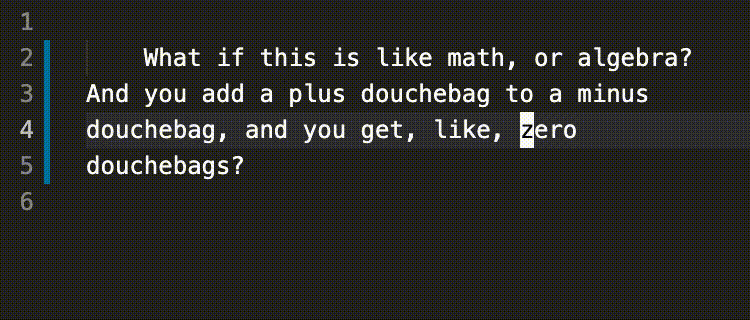 1
2 What if this is like math, or algebra?
3 And you add a plus douchebag to a minus
4 douchebag, and you get, like, zero
5 douchebags?
6